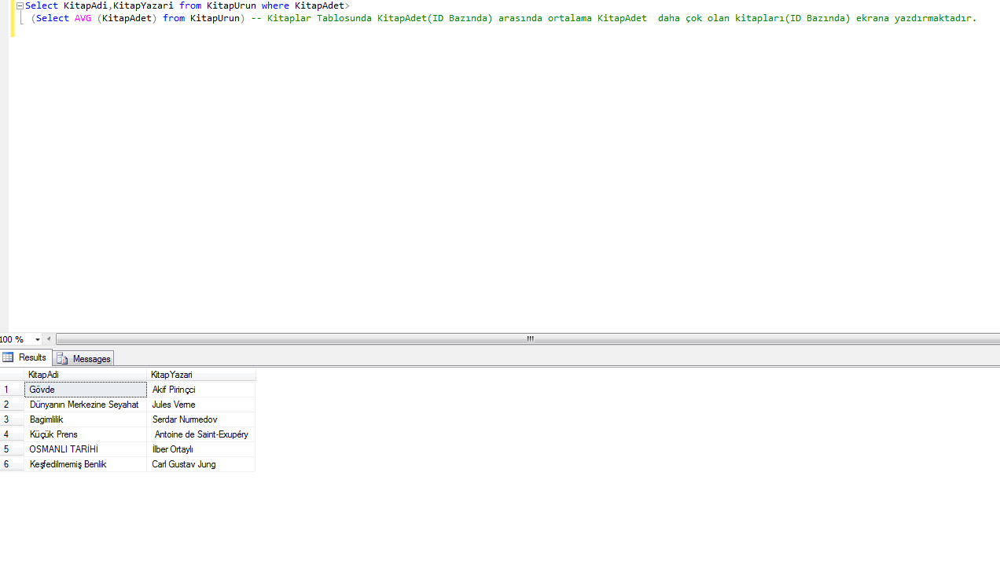 Select KitapAdi,KitapYazari from KitapUrun where KitapAdet>
(Select AVG (KitapAdet) from KitapUrun) -- Kitaplar Tablosunda KitapAdet(ID Bazında) arasında ortalama KitapAdet  daha çok olan kitapları(ID Bazında) ekrana yazdırmaktadır.
100 %
Results Messages
KitapAdi KitapYazari
1 Gövde Akif Pirinçci
2 Dünyanın Merkezine Seyahat Jules Verne
3 Bagimlilik Serdar Nurmedov
4 Küçük Prens Antoine de Saint-Exupéry
5 OSMANLI TARİHİ İlber Ortaylı
6 Keşfedilmemiş Benlik Carl Gustav Jung